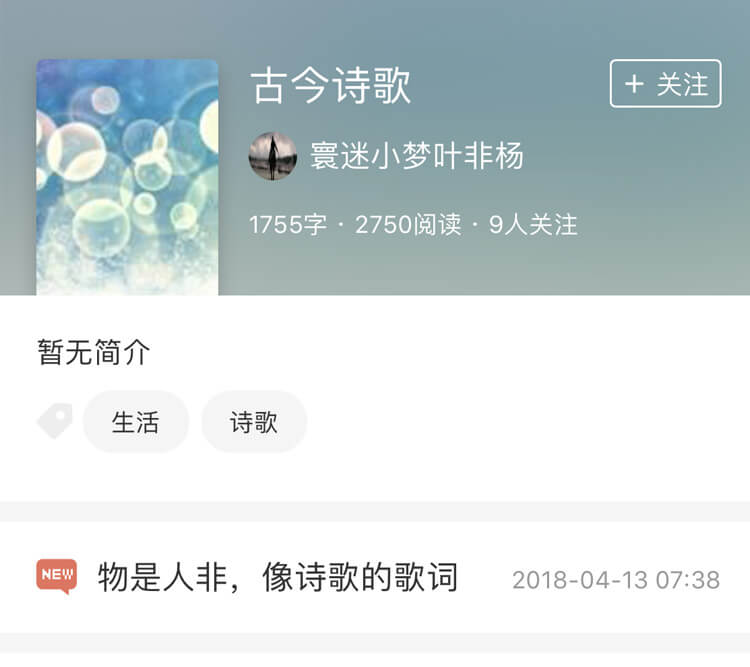 古今诗歌
+ 关注
寰迷小梦叶非杨
1755字 · 2750阅读 · 9人关注
暂无简介
生活 诗歌
NEW 物是人非，像诗歌的歌词 2018-04-13 07:38